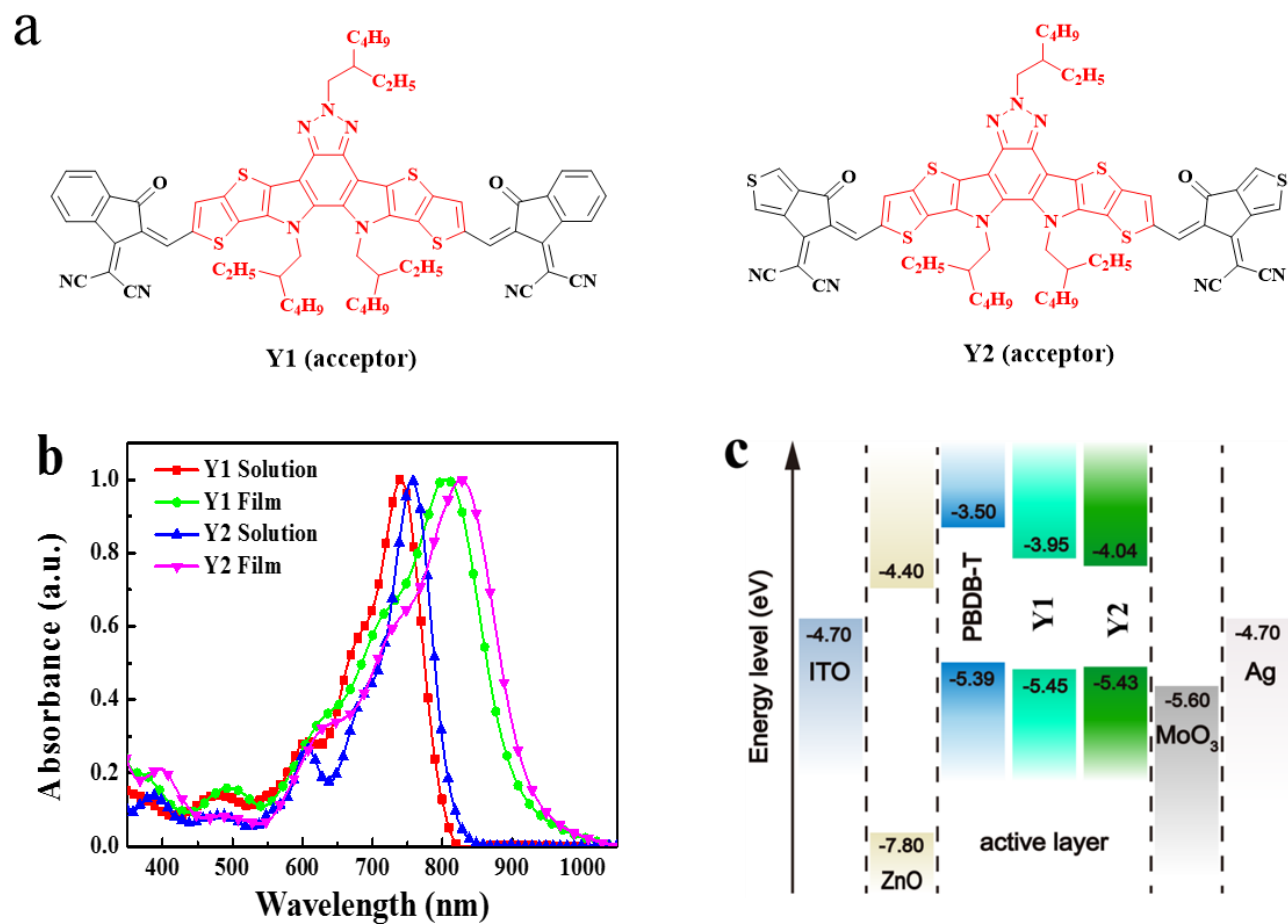 a
C4H9
C2H5
N
N N
S S
O O
S N N S
C2H5 C2H5
C4H9 C4H9
NC CN NC CN
Y1 (acceptor)
C4H9
C2H5
N
N N
S S
S O O S
S N N S
C2H5 C2H5
C4H9 C4H9
NC CN NC CN
Y2 (acceptor)
b
Y1 Solution
Y1 Film
Y2 Solution
Y2 Film
Absorbance (a.u.)
1.0
0.8
0.6
0.4
0.2
0.0
400 500 600 700 800 900 1000
Wavelength (nm)
c
Energy level (eV)
-4.70
ITO
-4.40
-7.80
ZnO
-3.50
PBDB-T
-5.39
-3.95
Y1
-5.45
-4.04
Y2
-5.43
active layer
-5.60
MoO3
-4.70
Ag